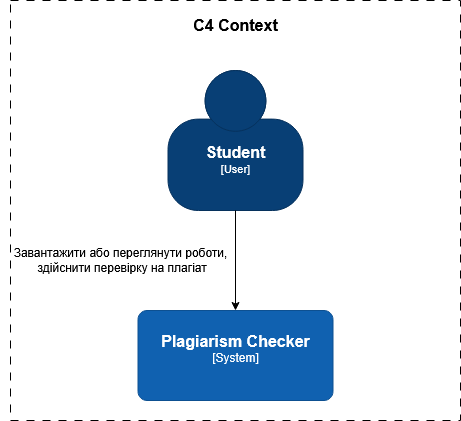 C4 Context
Student
[User]
Завантажити або переглянути роботи,
здійснити перевірку на плагіат
Plagiarism Checker
[System]